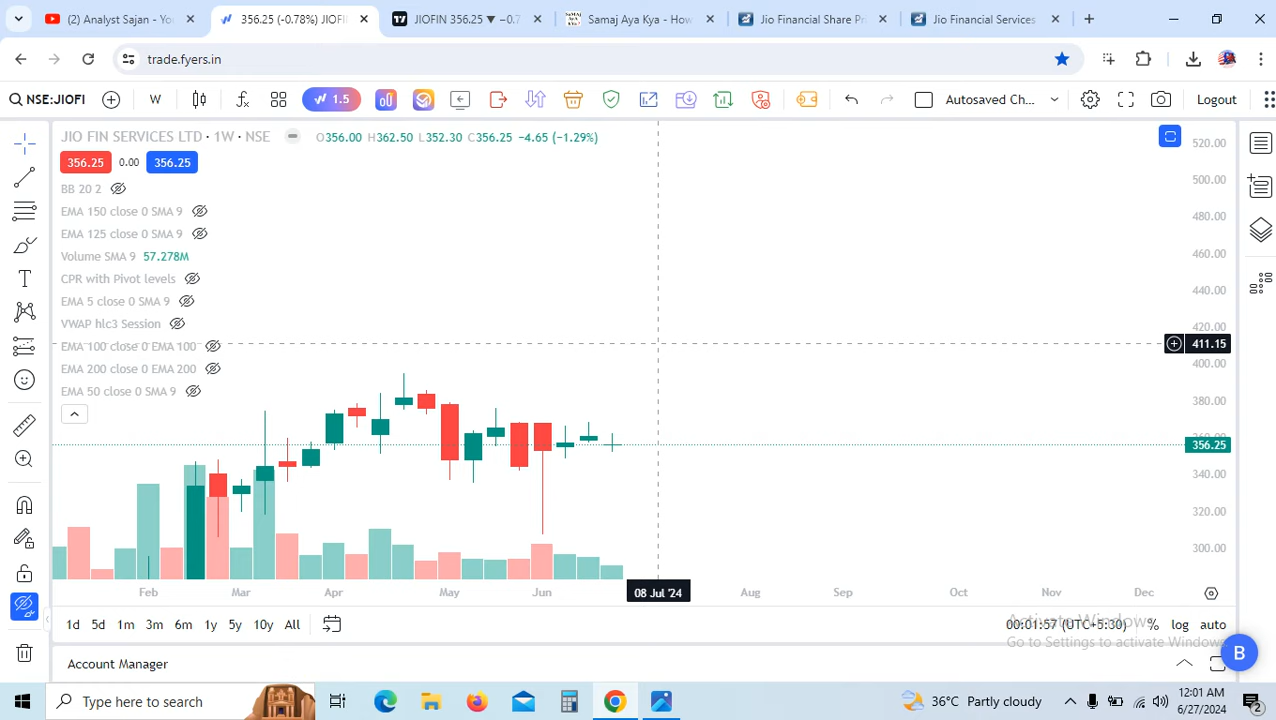 (2) Analyst Sajan - Yo
356.25 (-0.78%) JIOFI
JIOFIN 356.25 ▼ −0.7
Samaj Aya Kya - How
Jio Financial Share Pr
Jio Financial Services
trade.fyers.in
NSE:JIOFI
W
1.5
Autosaved Ch...
Logout
JIO FIN SERVICES LTD · 1W · NSE
O356.00 H362.50 L352.30 C356.25 −4.65 (−1.29%)
356.25 0.00 356.25
BB 20 2
EMA 150 close 0 SMA 9
EMA 125 close 0 SMA 9
Volume SMA 9 57.278M
CPR with Pivot levels
EMA 5 close 0 SMA 9
VWAP hlc3 Session
EMA 100 close 0 EMA 100
EMA 200 close 0 EMA 200
EMA 50 close 0 SMA 9
520.00
500.00
480.00
460.00
440.00
420.00
411.15
400.00
380.00
356.25
340.00
320.00
300.00
Feb Mar Apr May Jun 08 Jul '24 Aug Sep Oct Nov Dec
1d 5d 1m 3m 6m 1y 5y 10y All
00:01:57 (UTC+5:30) % log auto
Activate Windows
Go to Settings to activate Windows.
Account Manager
B
Type here to search
36°C Partly cloudy
12:01 AM
6/27/2024
2